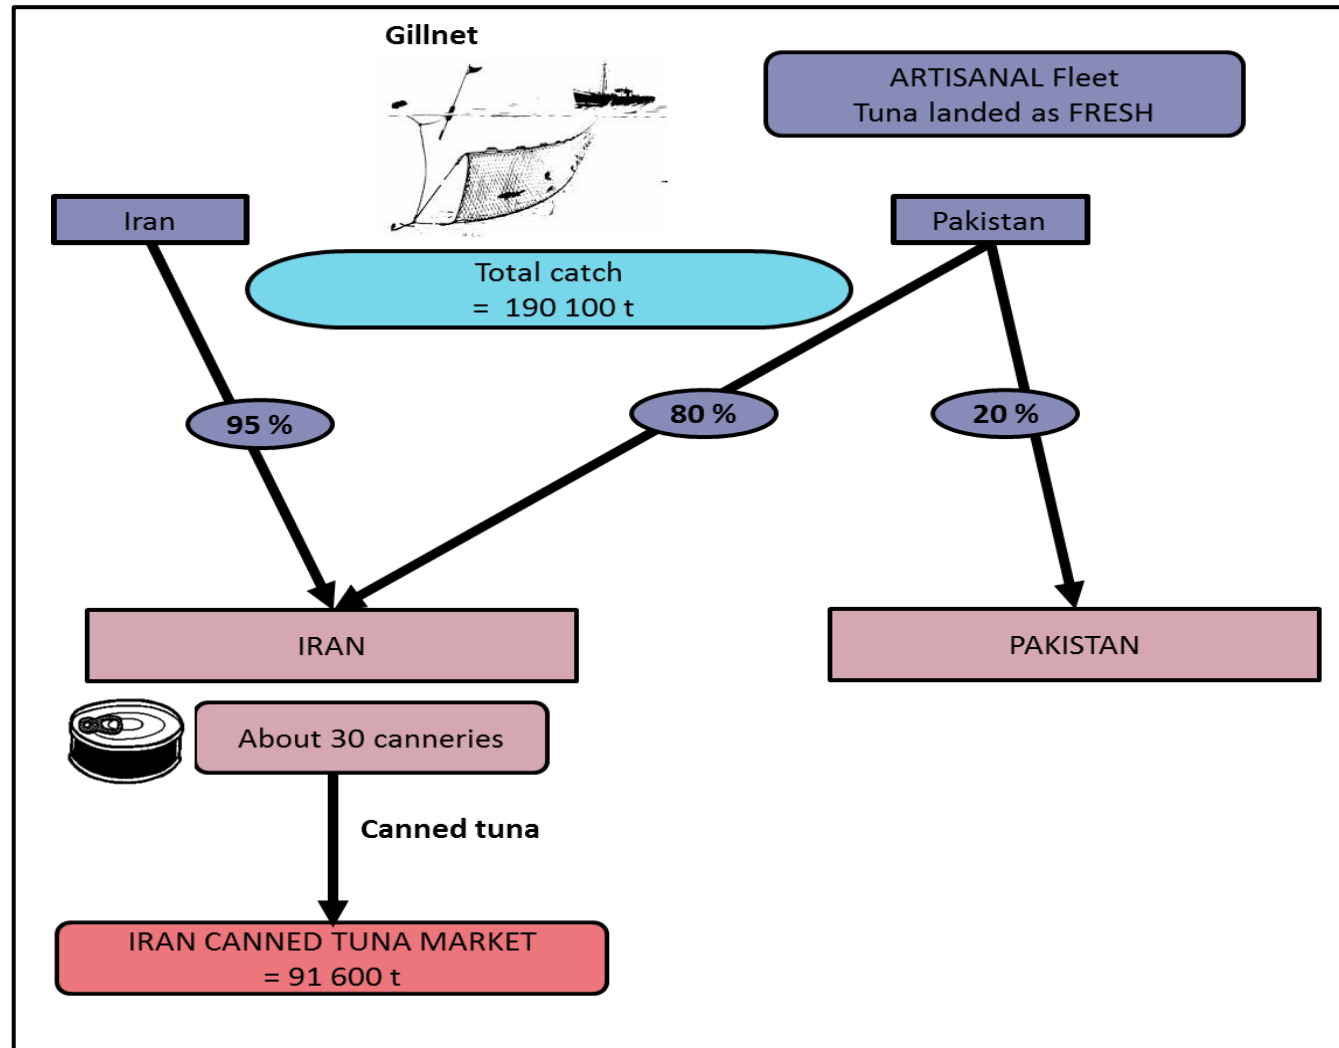 Gillnet
ARTISANAL Fleet
Tuna landed as FRESH
Iran
Pakistan
Total catch
= 190 100 t
95 %
80 %
20 %
IRAN
PAKISTAN
About 30 canneries
Canned tuna
IRAN CANNED TUNA MARKET
= 91 600 t